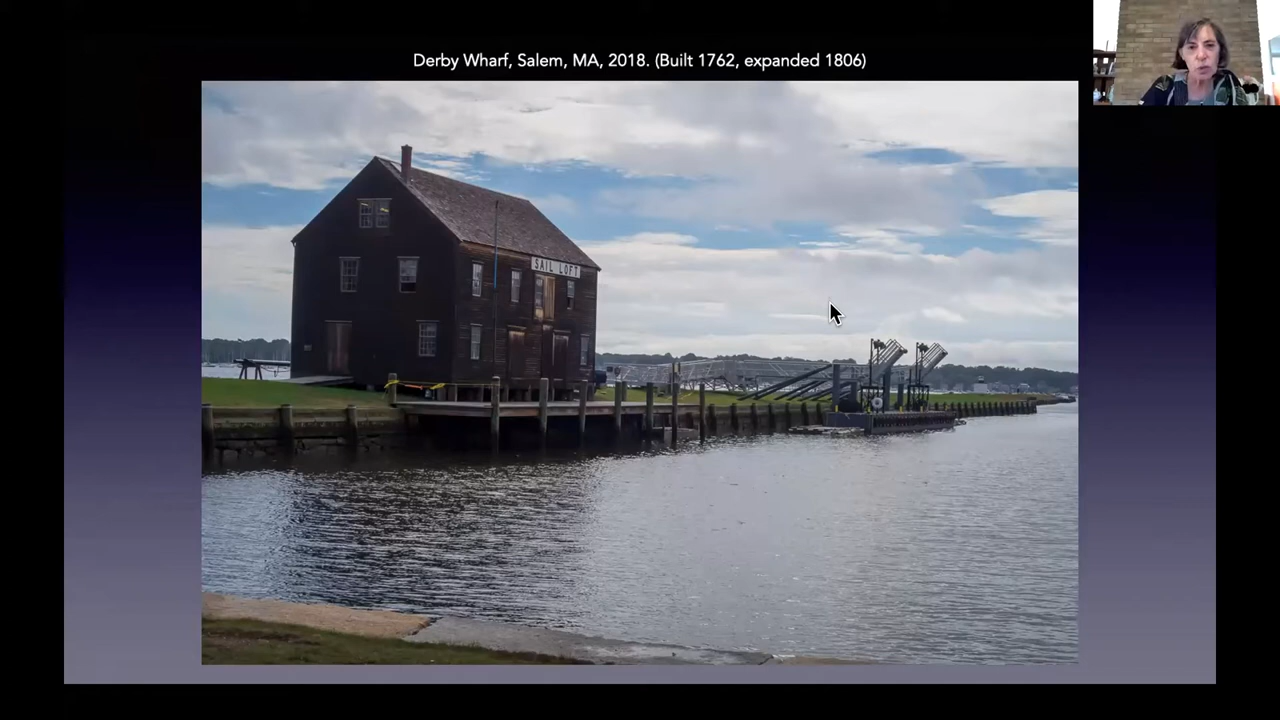 Derby Wharf, Salem, MA, 2018. (Built 1762, expanded 1806)
SAIL LOFT